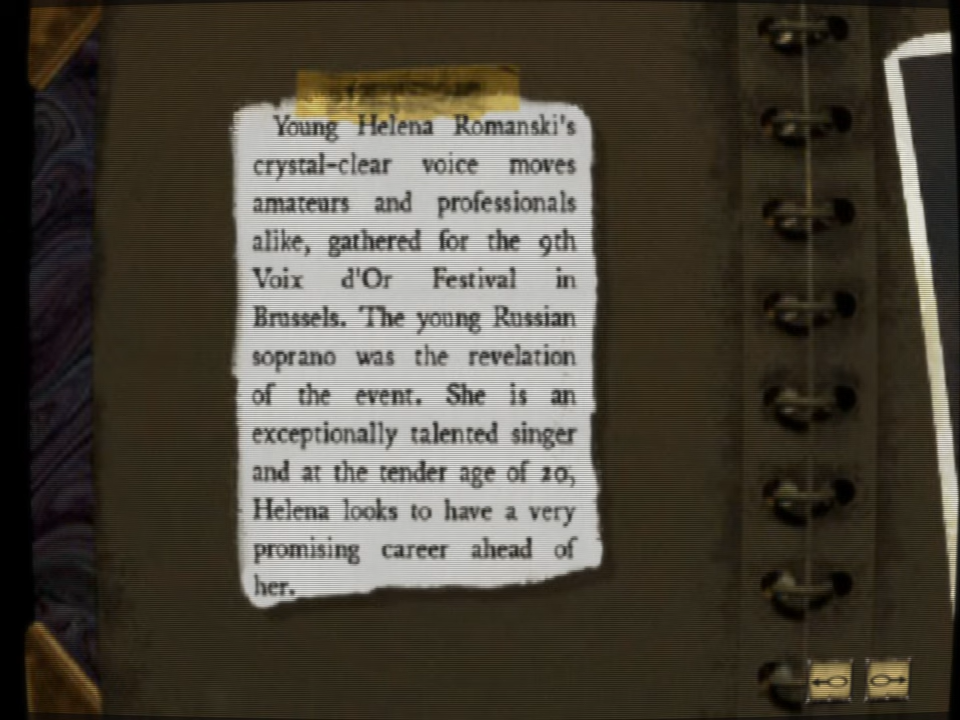 Young Helena Romanski's
crystal-clear voice moves
amateurs and professionals
alike, gathered for the 9th
Voix d'Or Festival in
Brussels. The young Russian
soprano was the revelation
of the event. She is an
exceptionally talented singer
and at the tender age of 20,
Helena looks to have a very
promising career ahead of
her.